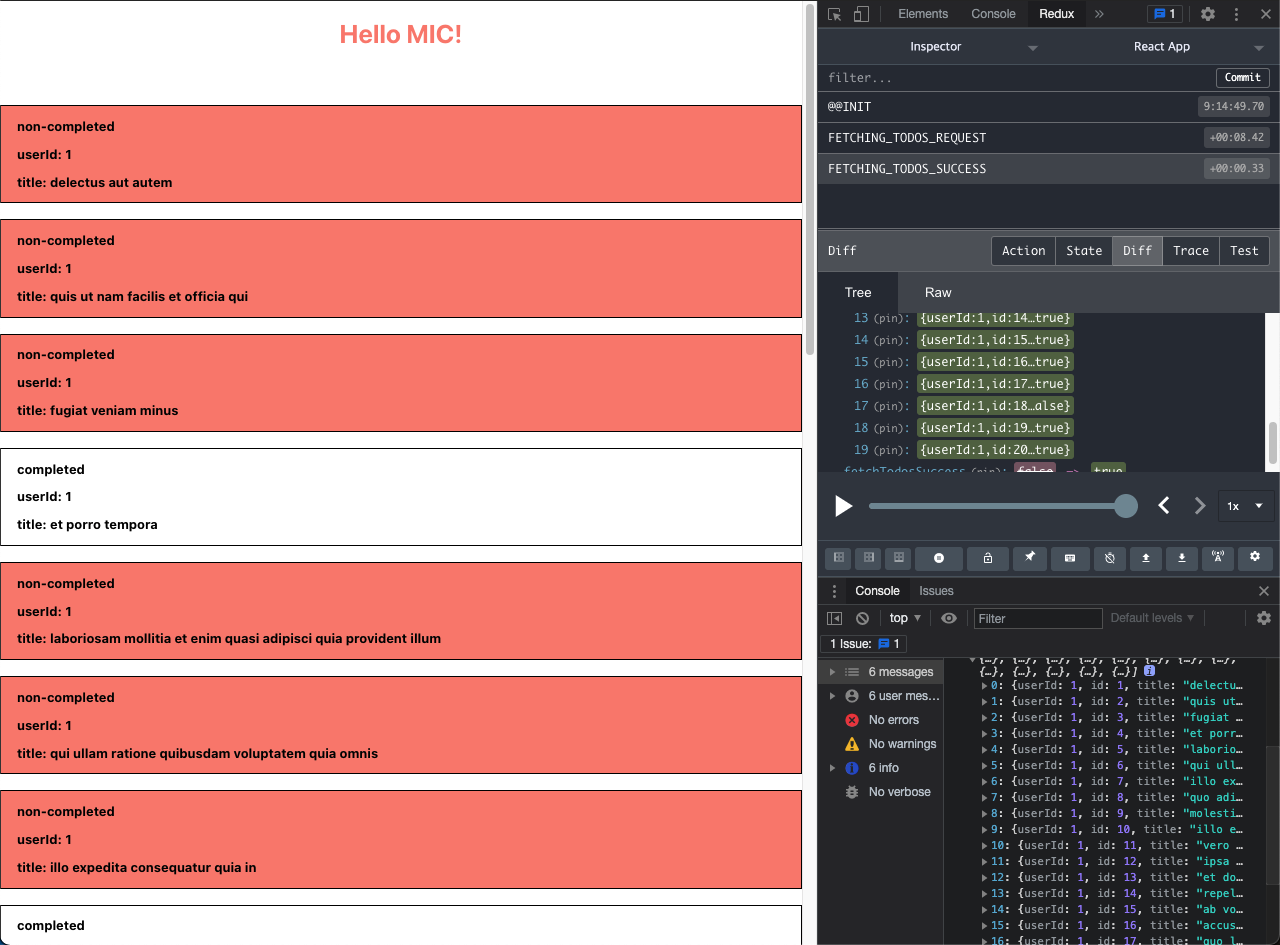 Hello MIC!
non-completed
userId: 1
title: delectus aut autem
non-completed
userId: 1
title: quis ut nam facilis et officia qui
non-completed
userId: 1
title: fugiat veniam minus
completed
userId: 1
title: et porro tempora
non-completed
userId: 1
title: laboriosam mollitia et enim quasi adipisci quia provident illum
non-completed
userId: 1
title: qui ullam ratione quibusdam voluptatem quia omnis
non-completed
userId: 1
title: illo expedita consequatur quia in
completed
Elements Console Redux » 1
Inspector React App
filter... Commit
@@INIT 9:14:49.70
FETCHING_TODOS_REQUEST +00:08.42
FETCHING_TODOS_SUCCESS +00:00.33
Diff Action State Diff Trace Test
Tree Raw
13 (pin): {userId:1,id:14…true}
14 (pin): {userId:1,id:15…true}
15 (pin): {userId:1,id:16…true}
16 (pin): {userId:1,id:17…true}
17 (pin): {userId:1,id:18…alse}
18 (pin): {userId:1,id:19…true}
19 (pin): {userId:1,id:20…true}
fetchTodosSuccess (pin): false => true
1x
Console Issues
top Filter Default levels
1 Issue: 1
6 messages
6 user mes...
No errors
No warnings
6 info
No verbose
{…}, {…}, {…}, {…}, {…}, {…}, {…}, {…},
{…}, {…}, {…}, {…}, {…}] i
0: {userId: 1, id: 1, title: "delectu…
1: {userId: 1, id: 2, title: "quis ut…
2: {userId: 1, id: 3, title: "fugiat …
3: {userId: 1, id: 4, title: "et porr…
4: {userId: 1, id: 5, title: "laborio…
5: {userId: 1, id: 6, title: "qui ull…
6: {userId: 1, id: 7, title: "illo ex…
7: {userId: 1, id: 8, title: "quo adi…
8: {userId: 1, id: 9, title: "molesti…
9: {userId: 1, id: 10, title: "illo e…
10: {userId: 1, id: 11, title: "vero …
11: {userId: 1, id: 12, title: "ipsa …
12: {userId: 1, id: 13, title: "et do…
13: {userId: 1, id: 14, title: "repel…
14: {userId: 1, id: 15, title: "ab vo…
15: {userId: 1, id: 16, title: "accus…
16: {userId: 1, id: 17, title: "quo l…